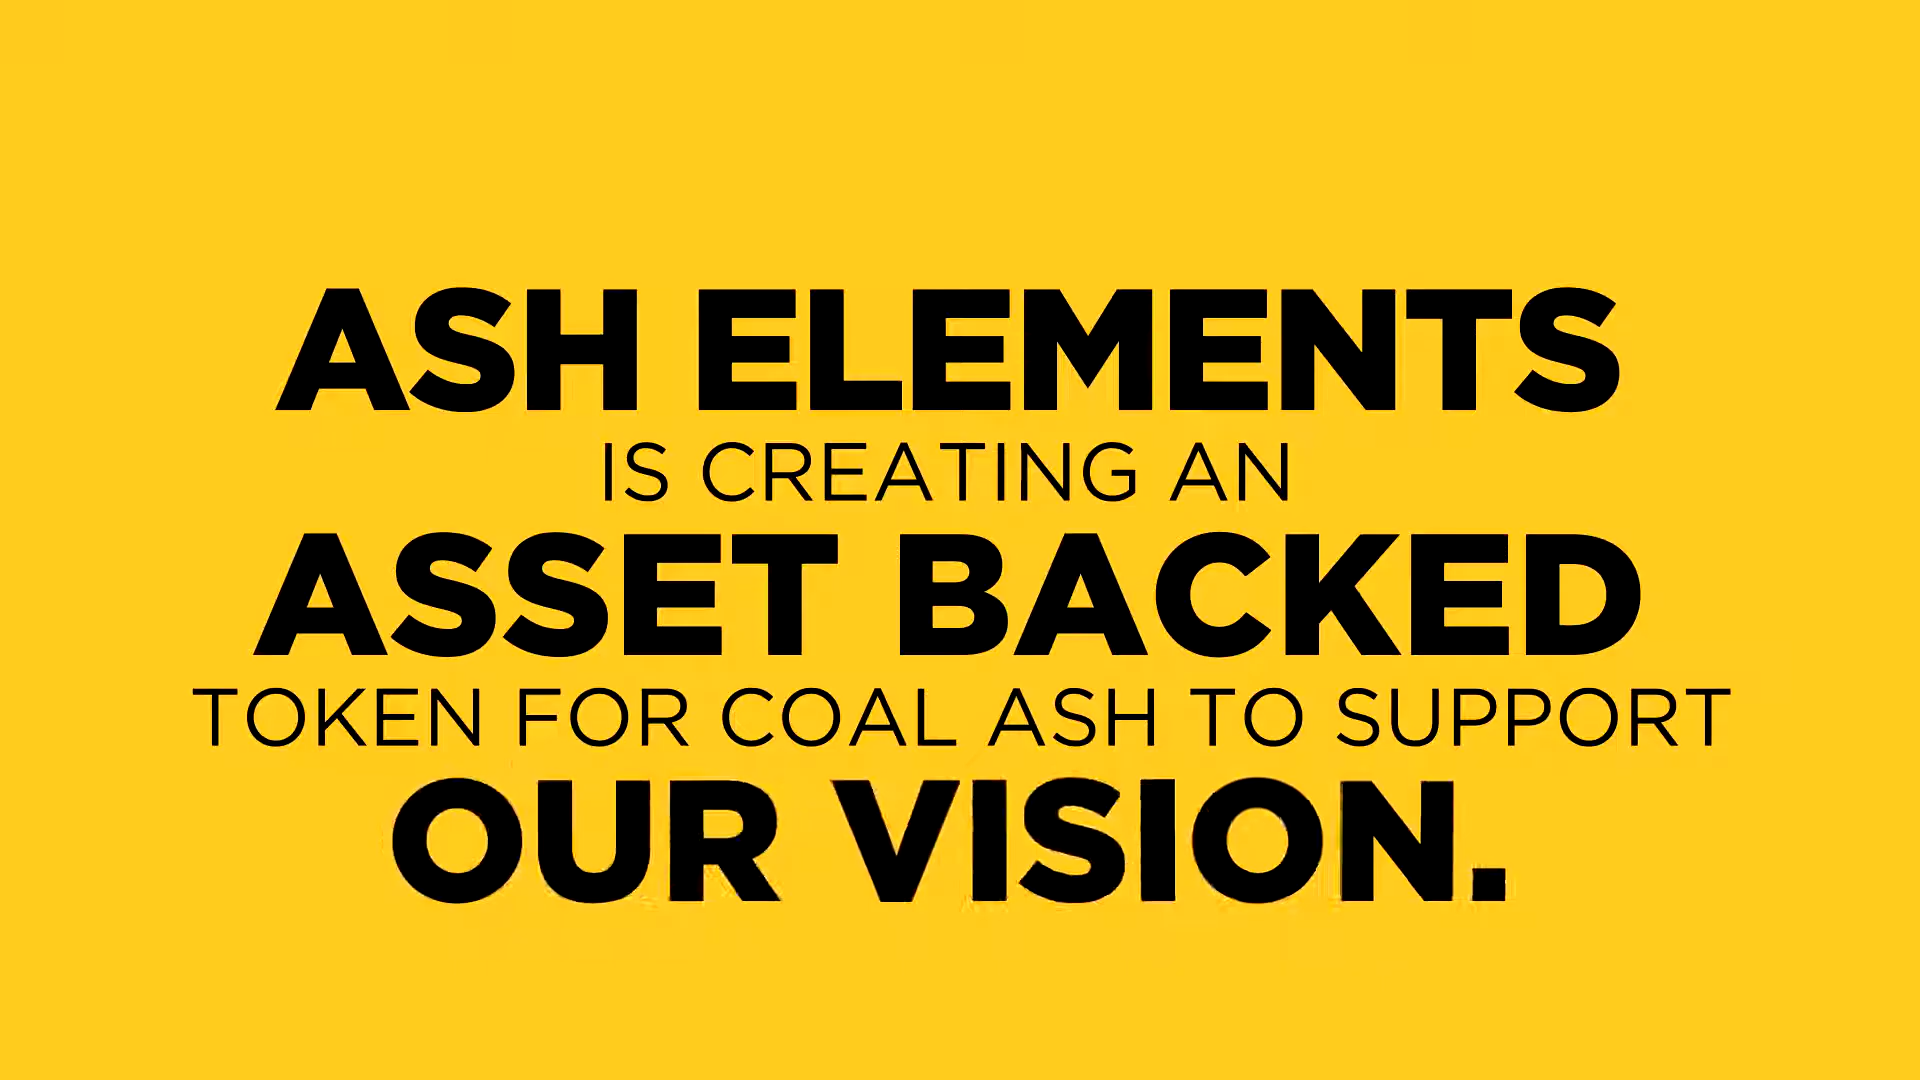 ASH ELEMENTS
IS CREATING AN
ASSET BACKED
TOKEN FOR COAL ASH TO SUPPORT
OUR VISION.